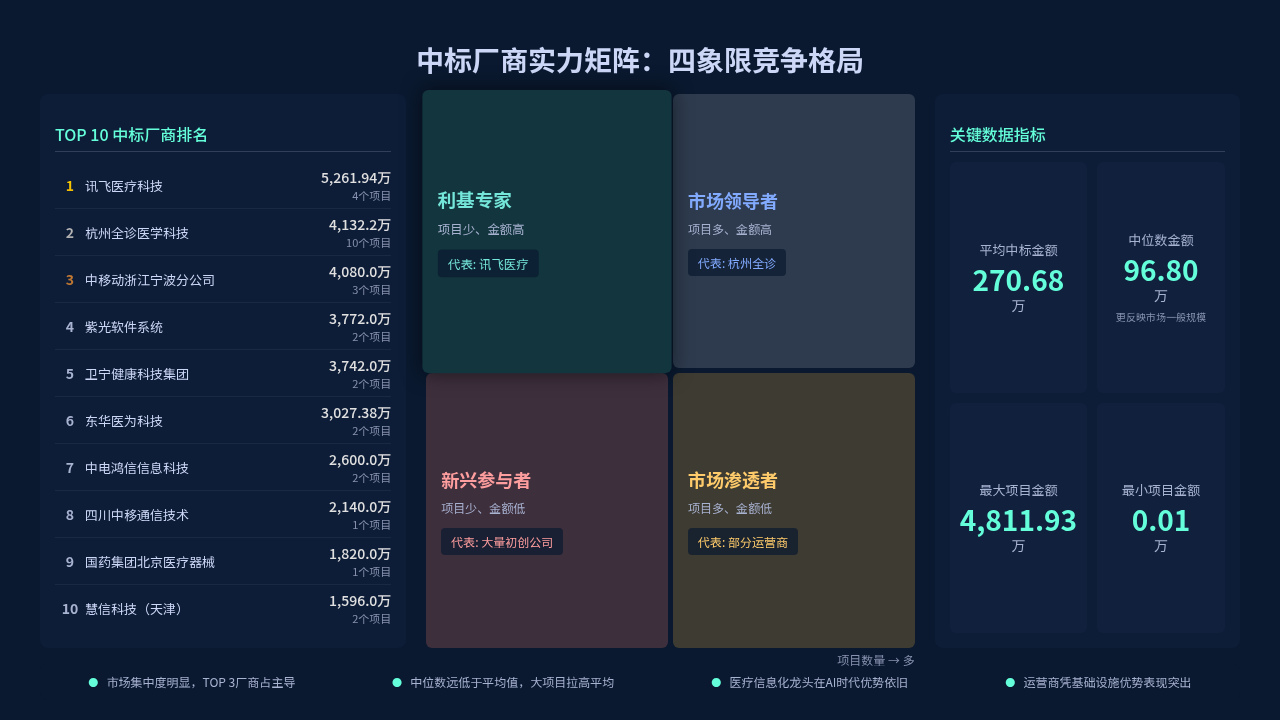 中标厂商实力矩阵：四象限竞争格局
TOP 10 中标厂商排名
1 讯飞医疗科技 5,261.94万
4个项目
2 杭州全诊医学科技 4,132.2万
10个项目
3 中移动浙江宁波分公司 4,080.0万
3个项目
4 紫光软件系统 3,772.0万
2个项目
5 卫宁健康科技集团 3,742.0万
2个项目
6 东华医为科技 3,027.38万
2个项目
7 中电鸿信信息科技 2,600.0万
2个项目
8 四川中移通信技术 2,140.0万
1个项目
9 国药集团北京医疗器械 1,820.0万
1个项目
10 慧信科技（天津） 1,596.0万
2个项目
利基专家
项目少、金额高
代表: 讯飞医疗
市场领导者
项目多、金额高
代表: 杭州全诊
新兴参与者
项目少、金额低
代表: 大量初创公司
市场渗透者
项目多、金额低
代表: 部分运营商
项目数量 → 多
关键数据指标
平均中标金额
270.68
万
中位数金额
96.80
万
更反映市场一般规模
最大项目金额
4,811.93
万
最小项目金额
0.01
万
市场集中度明显，TOP 3厂商占主导
中位数远低于平均值，大项目拉高平均
医疗信息化龙头在AI时代优势依旧
运营商凭基础设施优势表现突出